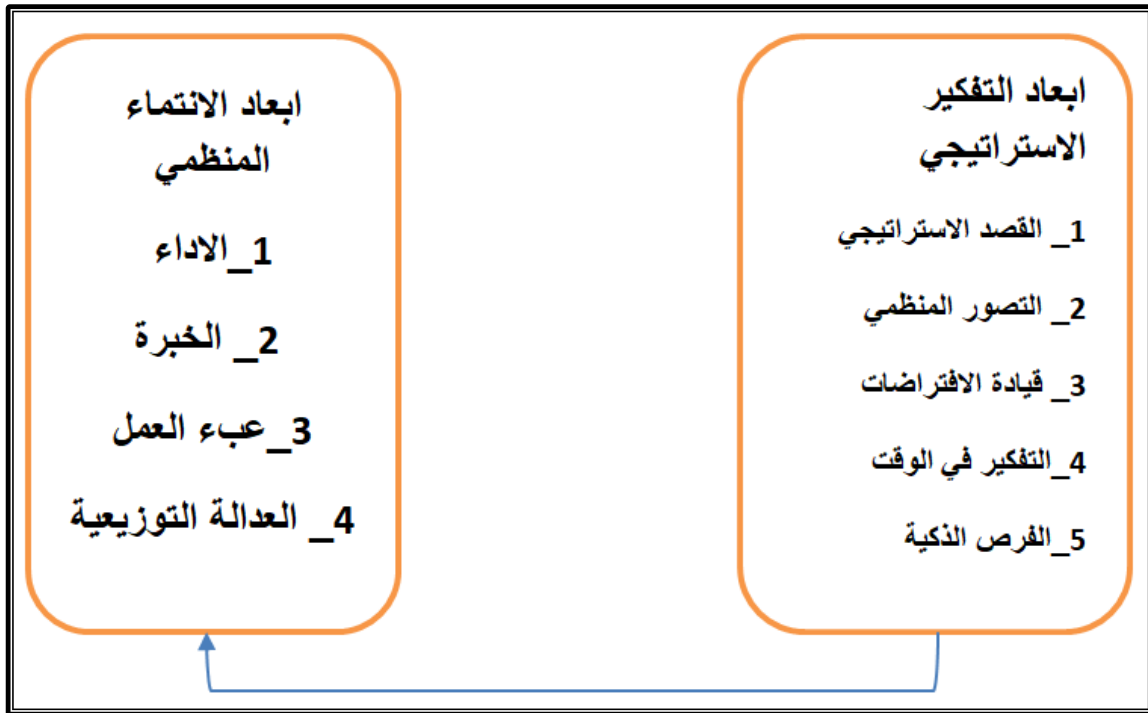 ابعاد التفكير
الاستراتيجي
1_ القصد الاستراتيجي
2_ التصور المنظمي
3_ قيادة الافتراضات
4_التفكير في الوقت
5_الفرص الذكية
ابعاد الانتماء
المنظمي
1_الاداء
2_ الخبرة
3_عبء العمل
4_ العدالة التوزيعية